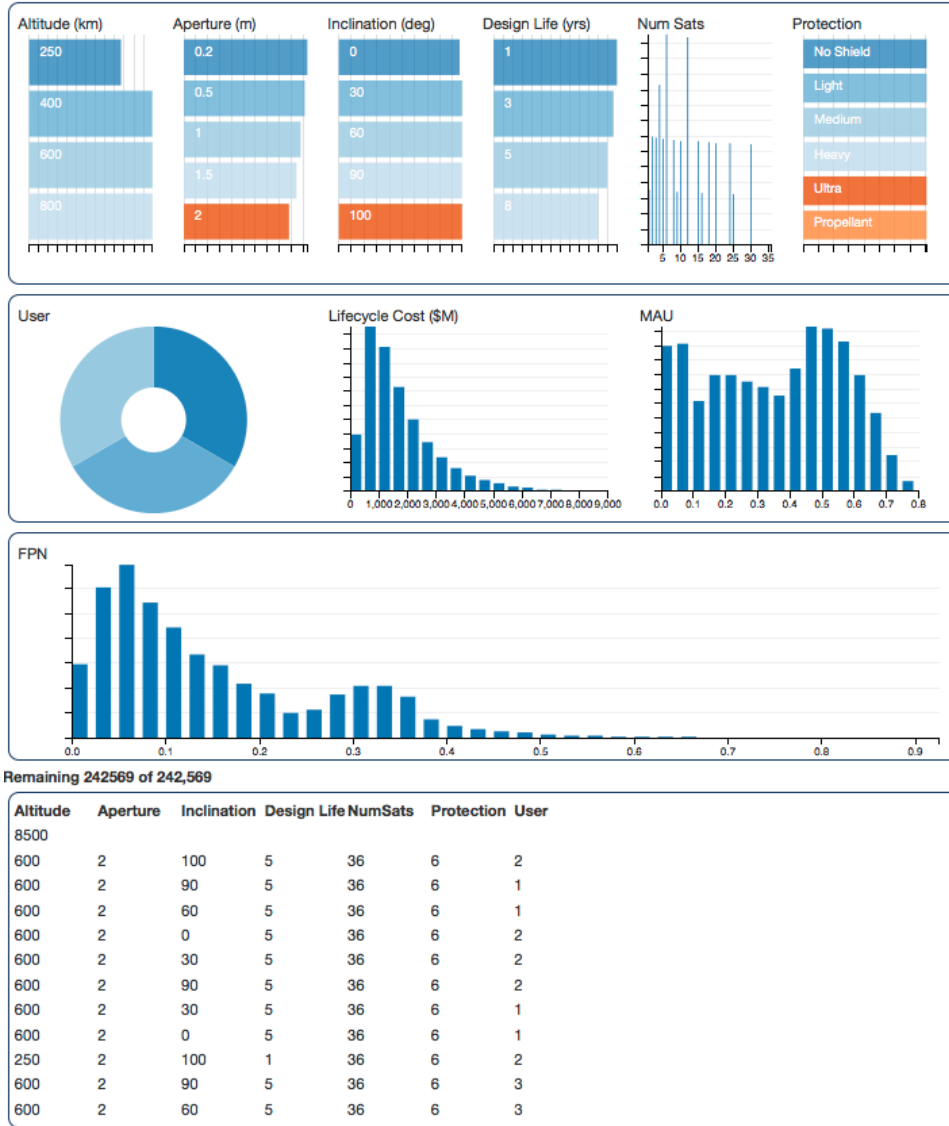 Altitude (km)
250
400
600
800
Aperture (m)
0.2
0.5
1
1.5
2
Inclination (deg)
0
30
60
90
100
Design Life (yrs)
1
3
5
8
Num Sats
5 10 15 20 25 30 35
Protection
No Shield
Light
Medium
Heavy
Ultra
Propellant
User
Lifecycle Cost ($M)
0 1,000 2,000 3,000 4,000 5,000 6,000 7,000 8,000 9,000
MAU
0.0 0.1 0.2 0.3 0.4 0.5 0.6 0.7 0.8
FPN
0.0 0.1 0.2 0.3 0.4 0.5 0.6 0.7 0.8 0.9
Remaining 242569 of 242,569
Altitude Aperture Inclination Design Life NumSats Protection User
8500
600 2 100 5 36 6 2
600 2 90 5 36 6 1
600 2 60 5 36 6 1
600 2 0 5 36 6 2
600 2 30 5 36 6 2
600 2 90 5 36 6 2
600 2 30 5 36 6 1
600 2 0 5 36 6 1
250 2 100 1 36 6 2
600 2 90 5 36 6 3
600 2 60 5 36 6 3